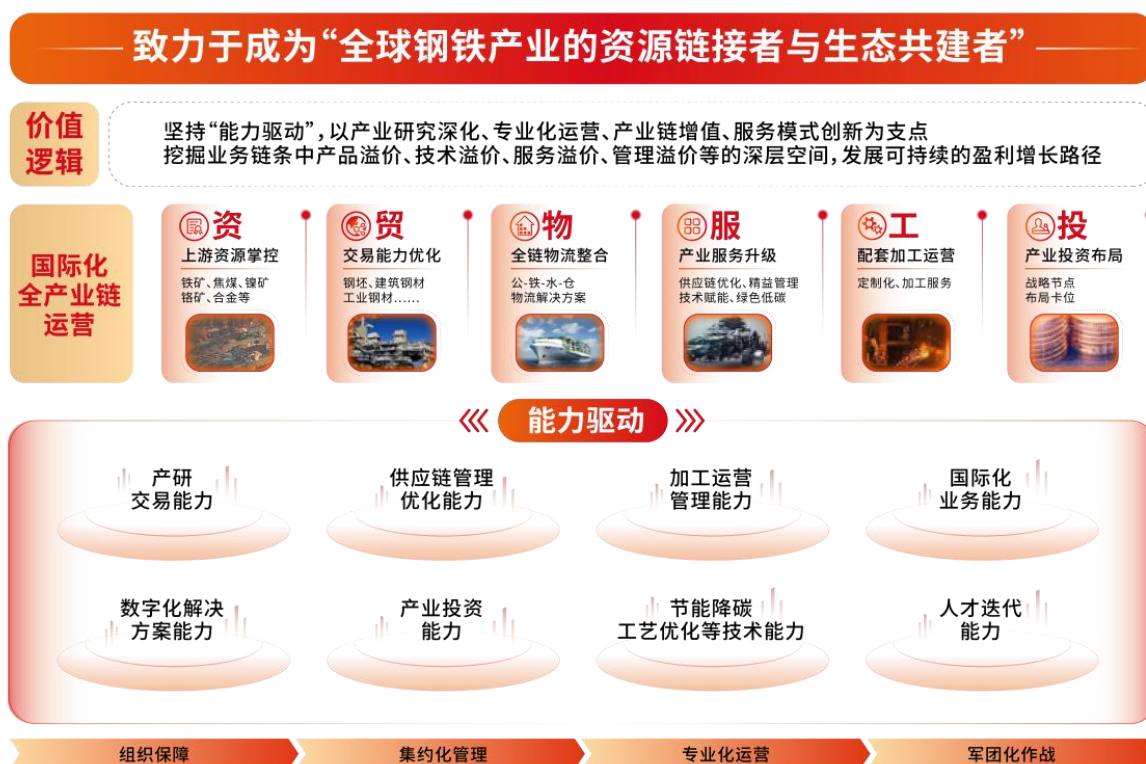 致力于成为“全球钢铁产业的资源链接者与生态共建者”
价值
逻辑
坚持“能力驱动”,以产业研究深化、专业化运营、产业链增值、服务模式创新为支点
挖掘业务链条中产品溢价、技术溢价、服务溢价、管理溢价等的深层空间,发展可持续的盈利增长路径
国际化
全产业链
运营
资
上游资源掌控
铁矿、焦煤、镍矿
铬矿、合金等
贸
交易能力优化
钢坯、建筑钢材
工业钢材......
物
全链物流整合
公-铁-水-仓
物流解决方案
服
产业服务升级
供应链优化、精益管理
技术赋能、绿色低碳
工
配套加工运营
定制化、加工服务
投
产业投资布局
战略节点
布局卡位
能力驱动
产研
交易能力
供应链管理
优化能力
加工运营
管理能力
国际化
业务能力
数字化解决
方案能力
产业投资
能力
节能降碳
工艺优化等技术能力
人才迭代
能力
组织保障
集约化管理
专业化运营
军团化作战